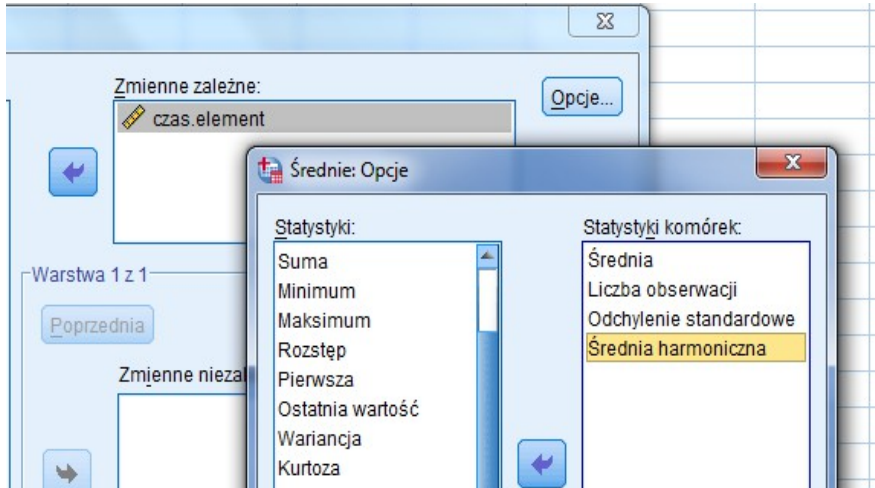 Zmienne zależne:
Opcje...
czas.element
Średnie: Opcje
Statystyki:
Suma
Minimum
Maksimum
Rozstęp
Pierwsza
Ostatnia wartość
Wariancja
Kurtoza
Statystyki komórek:
Średnia
Liczba obserwacji
Odchylenie standardowe
Średnia harmoniczna
Warstwa 1 z 1
Poprzednia
Zmienne niezal